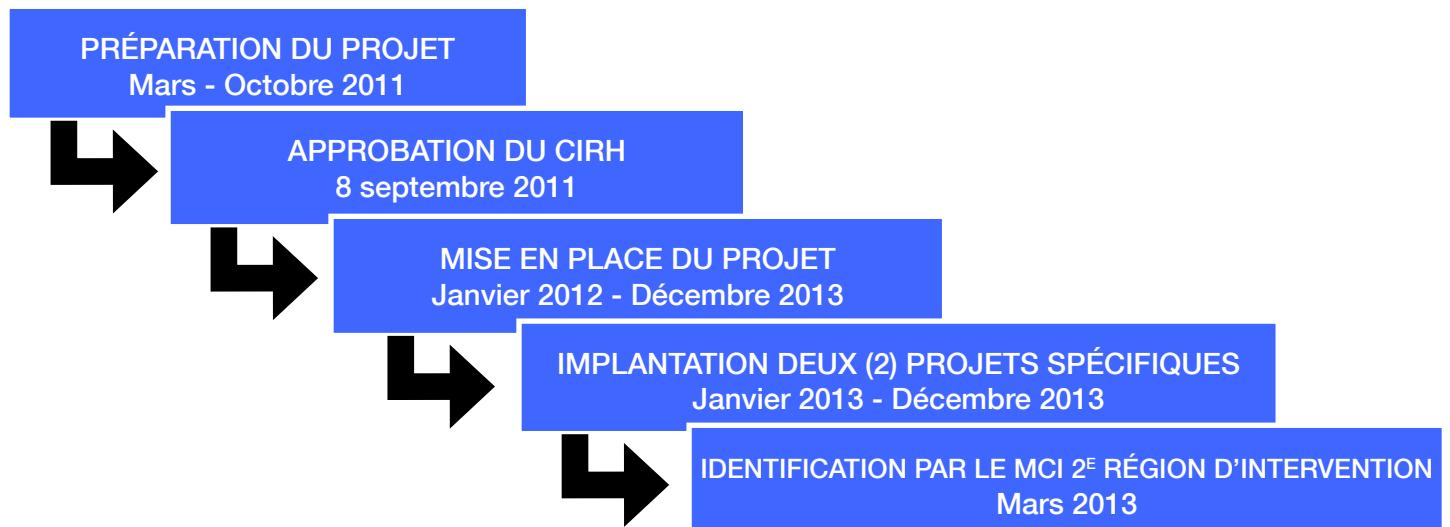 PRÉPARATION DU PROJET
Mars - Octobre 2011
APPROBATION DU CIRH
8 septembre 2011
MISE EN PLACE DU PROJET
Janvier 2012 - Décembre 2013
IMPLANTATION DEUX (2) PROJETS SPÉCIFIQUES
Janvier 2013 - Décembre 2013
IDENTIFICATION PAR LE MCI 2ᴱ RÉGION D’INTERVENTION
Mars 2013